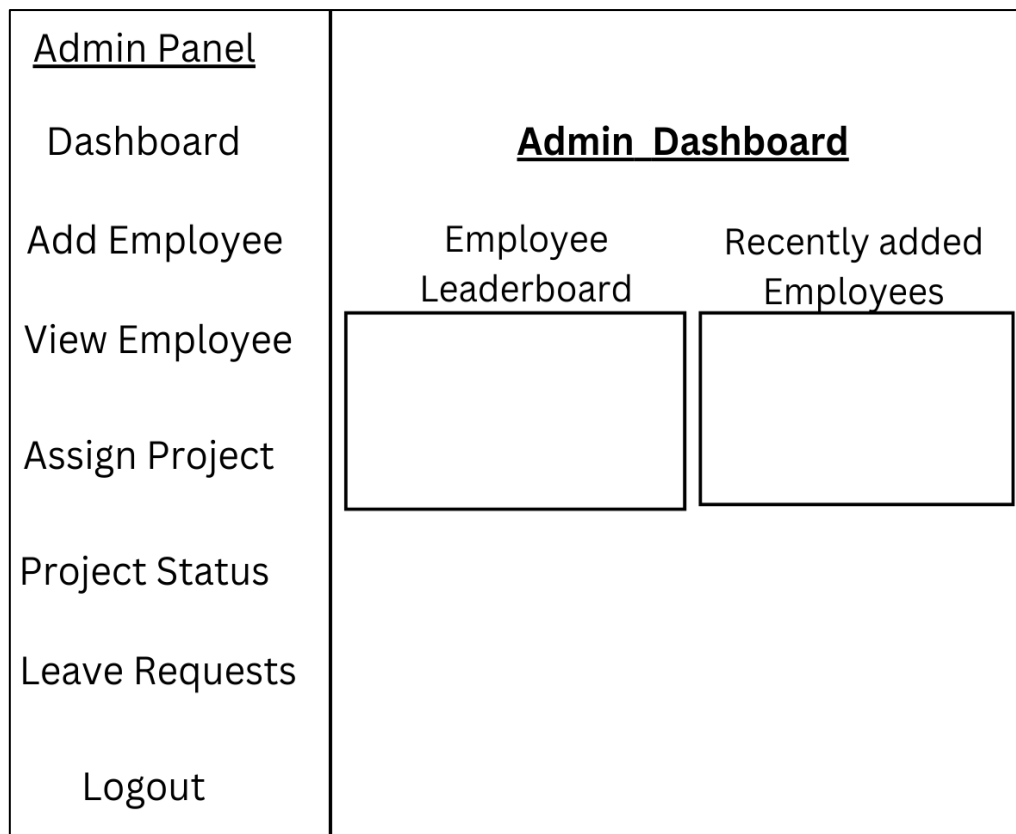 Admin Panel
Dashboard
Add Employee
View Employee
Assign Project
Project Status
Leave Requests
Logout
Admin Dashboard
Employee
Leaderboard
Recently added
Employees